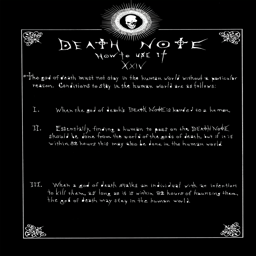 DEATH NOTE
HOW to USE it
XXIV
The god of death must not stay in the human world without a particular
reason. Conditions to stay in the human world are as follows:
I. When the god of death's DEATH NOTE is handed to a human.
II. Essentially, finding a human to pass on the DEATH NOTE
should be done from the world of the gods of death, but if it is
within 82 hours this may also be done in the human world.
III. When a god of death stalks an individual with an intention
to kill them, as long as it is within 82 hours of haunting them,
the god of death may stay in the human world.